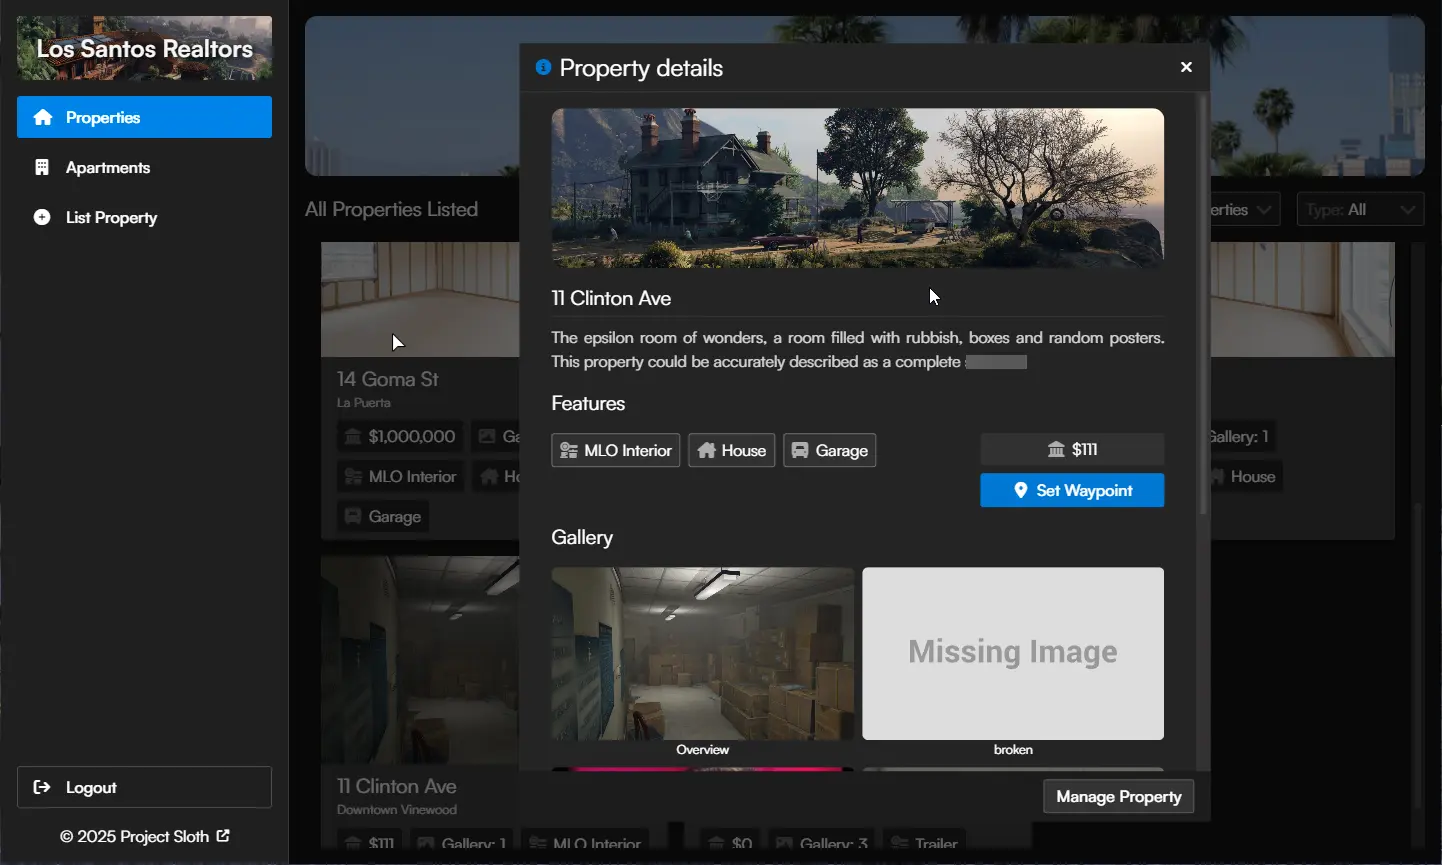 Los Santos Realtors
Properties
Apartments
List Property
Logout
© 2025 Project Sloth
All Properties Listed
erties
Type: All
14 Goma St
La Puerta
$1,000,000
Ga
MLO Interior
Ho
Garage
11 Clinton Ave
Downtown Vinewood
$111
Gallery: 1
MLO Interior
$0
Gallery: 3
Trailer
Gallery: 1
House
Property details
11 Clinton Ave
The epsilon room of wonders, a room filled with rubbish, boxes and random posters.
This property could be accurately described as a complete
Features
MLO Interior
House
Garage
$111
Set Waypoint
Gallery
Missing Image
Overview
broken
Manage Property